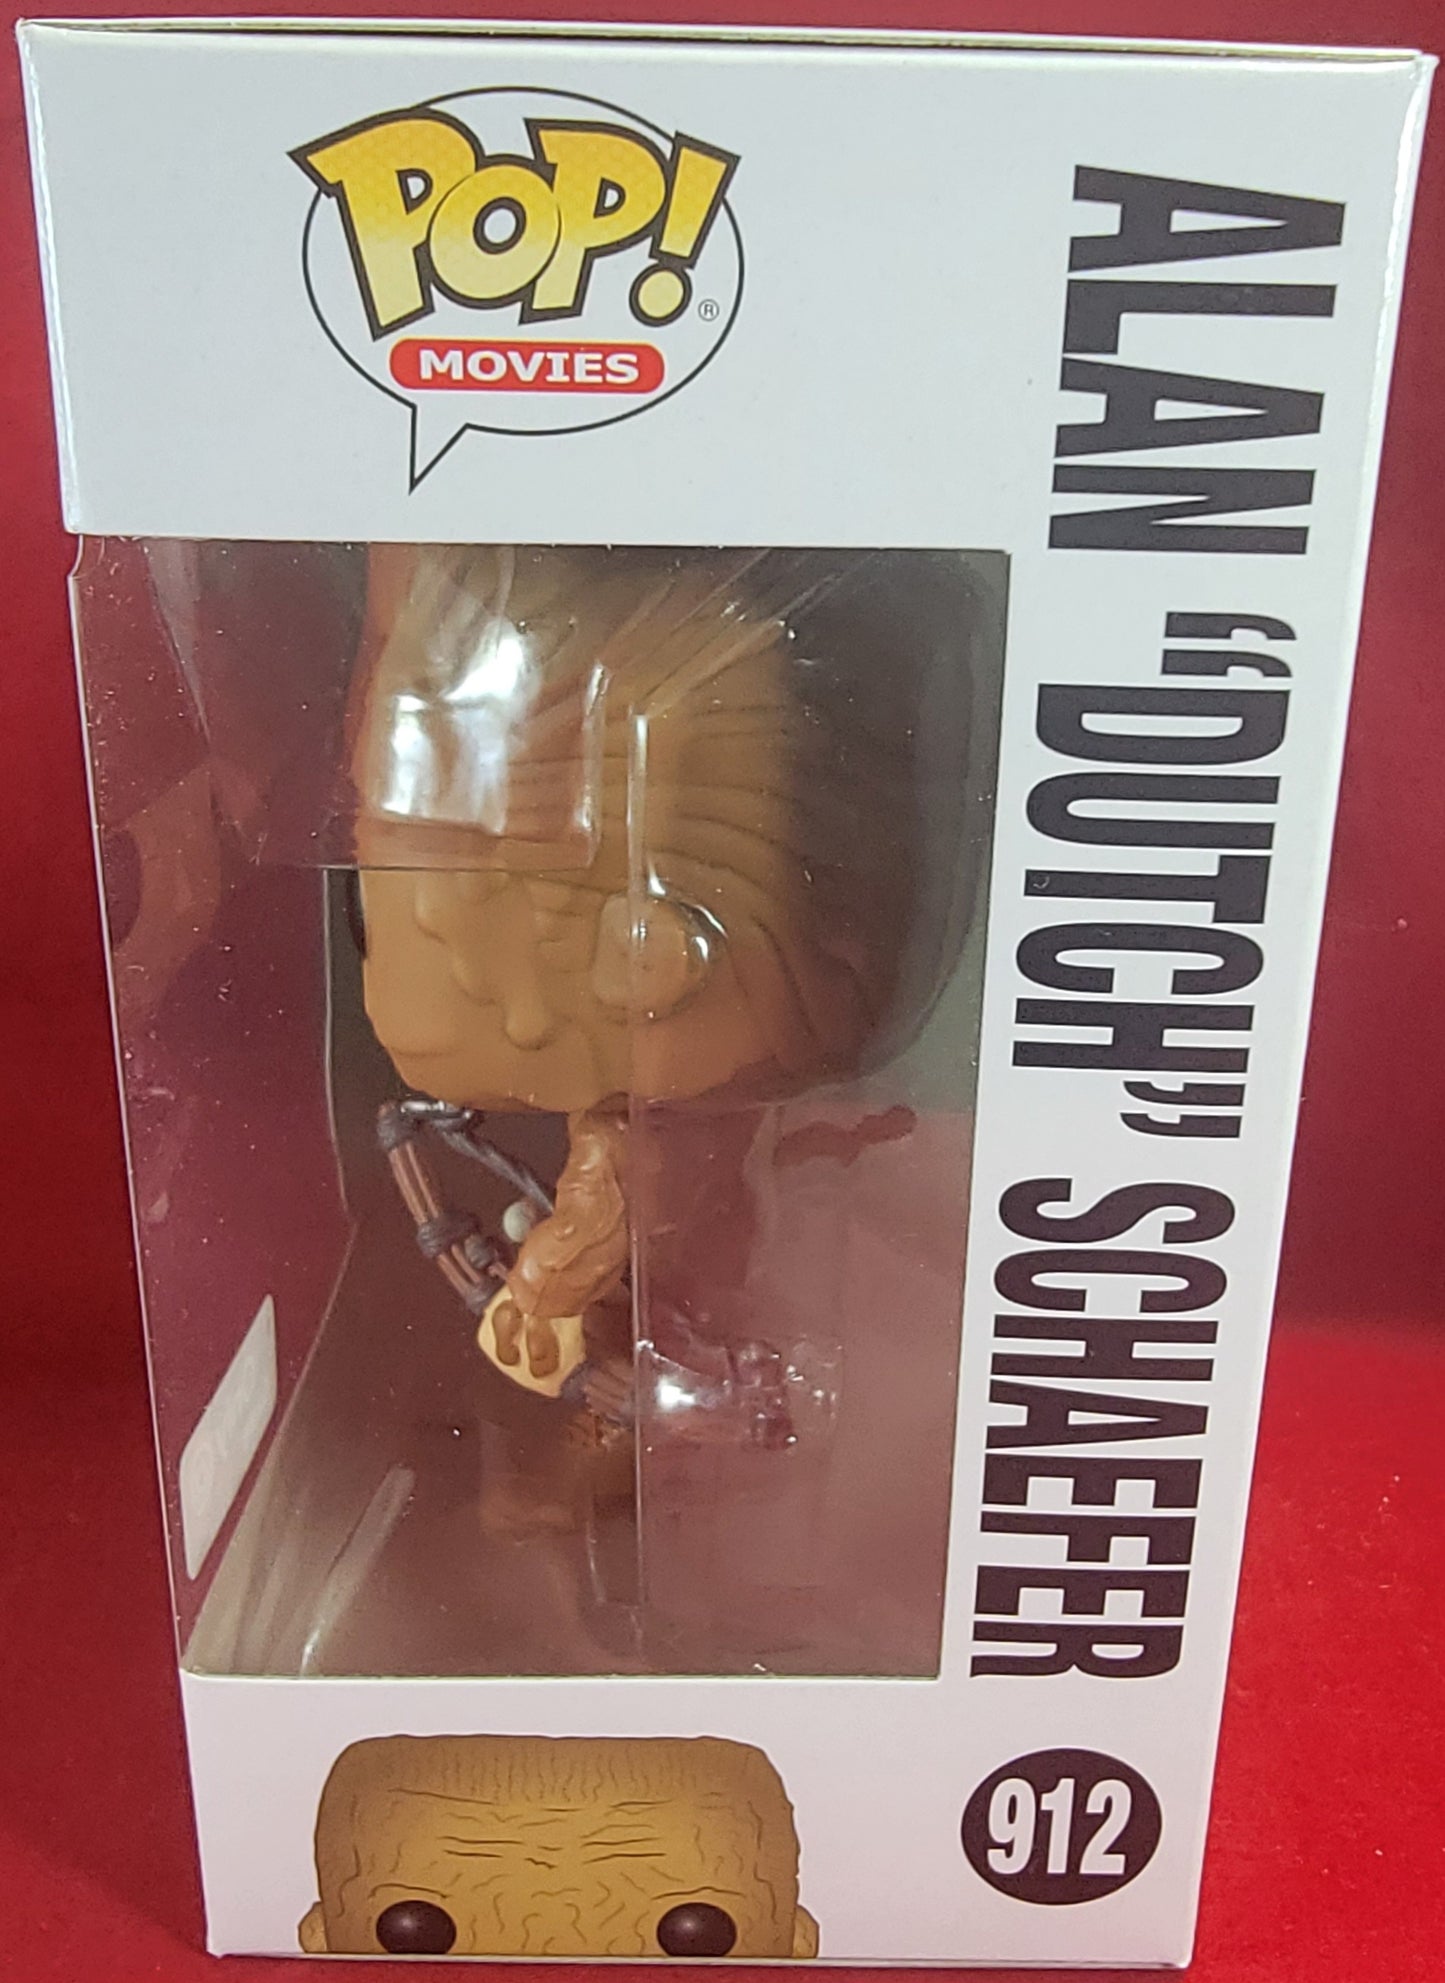 POP! ®
MOVIES
ALAN “DUTCH” SCHAEFER
912